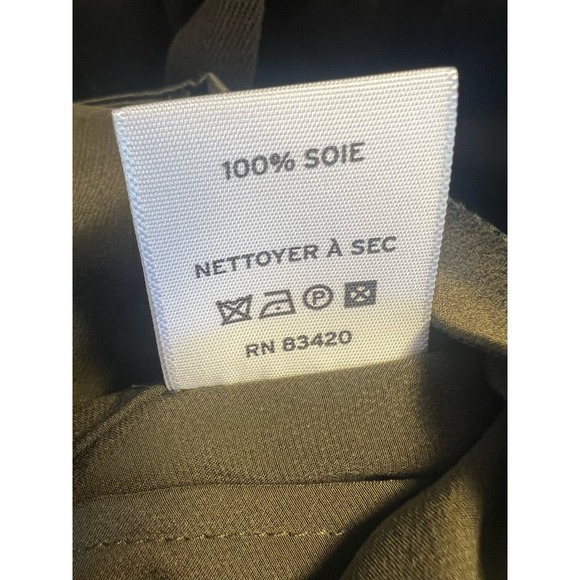 100% SOIE
NETTOYER À SEC
P
RN 83420